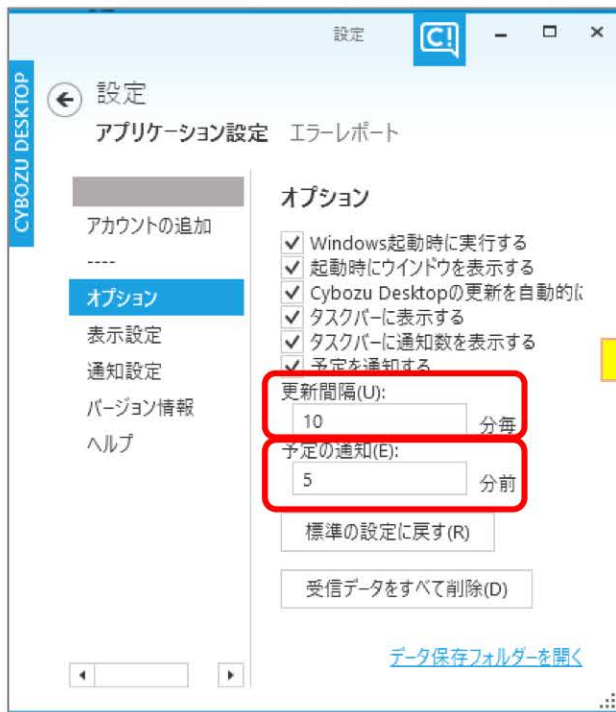 設定
CYBOZU DESKTOP
設定
アプリケーション設定 エラーレポート
アカウントの追加
----
オプション
表示設定
通知設定
バージョン情報
ヘルプ
オプション
Windows起動時に実行する
起動時にウインドウを表示する
Cybozu Desktopの更新を自動的に
タスクバーに表示する
タスクバーに通知数を表示する
予定を通知する
更新間隔(U):
10 分毎
予定の通知(E):
5 分前
標準の設定に戻す(R)
受信データをすべて削除(D)
データ保存フォルダーを開く